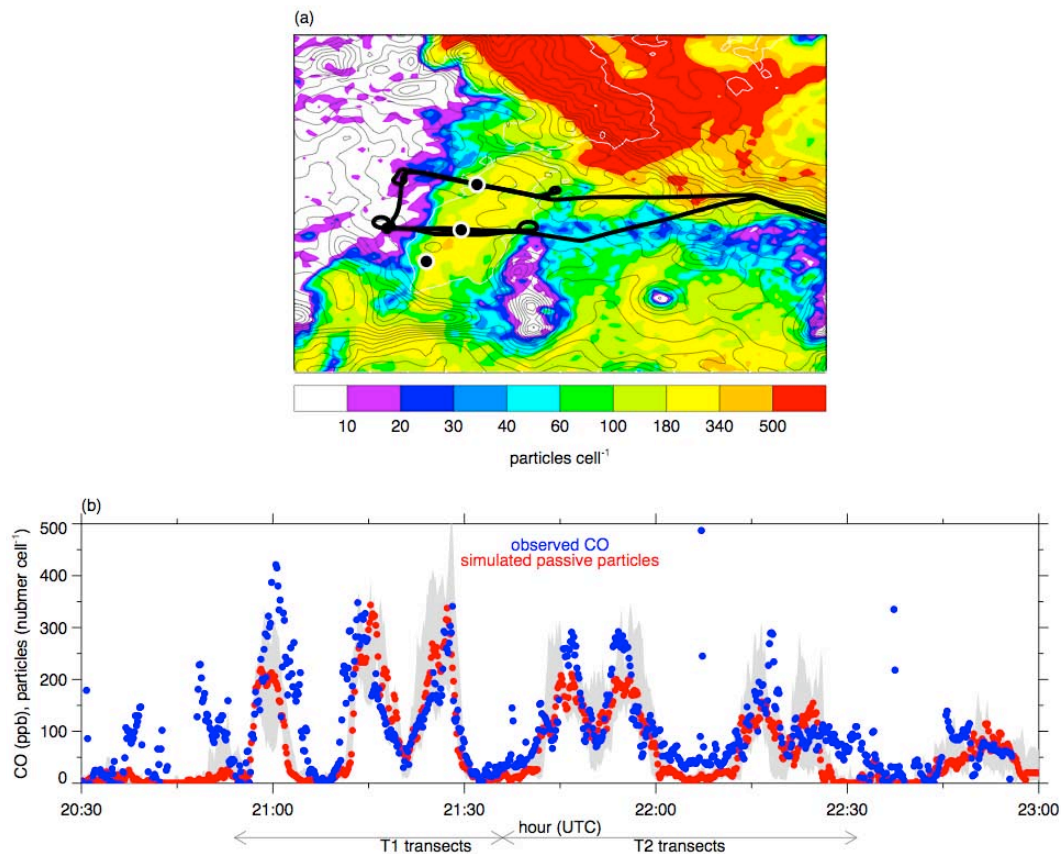 (a)
10 20 30 40 60 100 180 340 500
particles cell-1
(b)
observed CO
simulated passive particles
CO (ppb), particles (nubmer cell-1)
500
400
300
200
100
0
20:30 21:00 21:30 22:00 22:30 23:00
hour (UTC)
T1 transects T2 transects